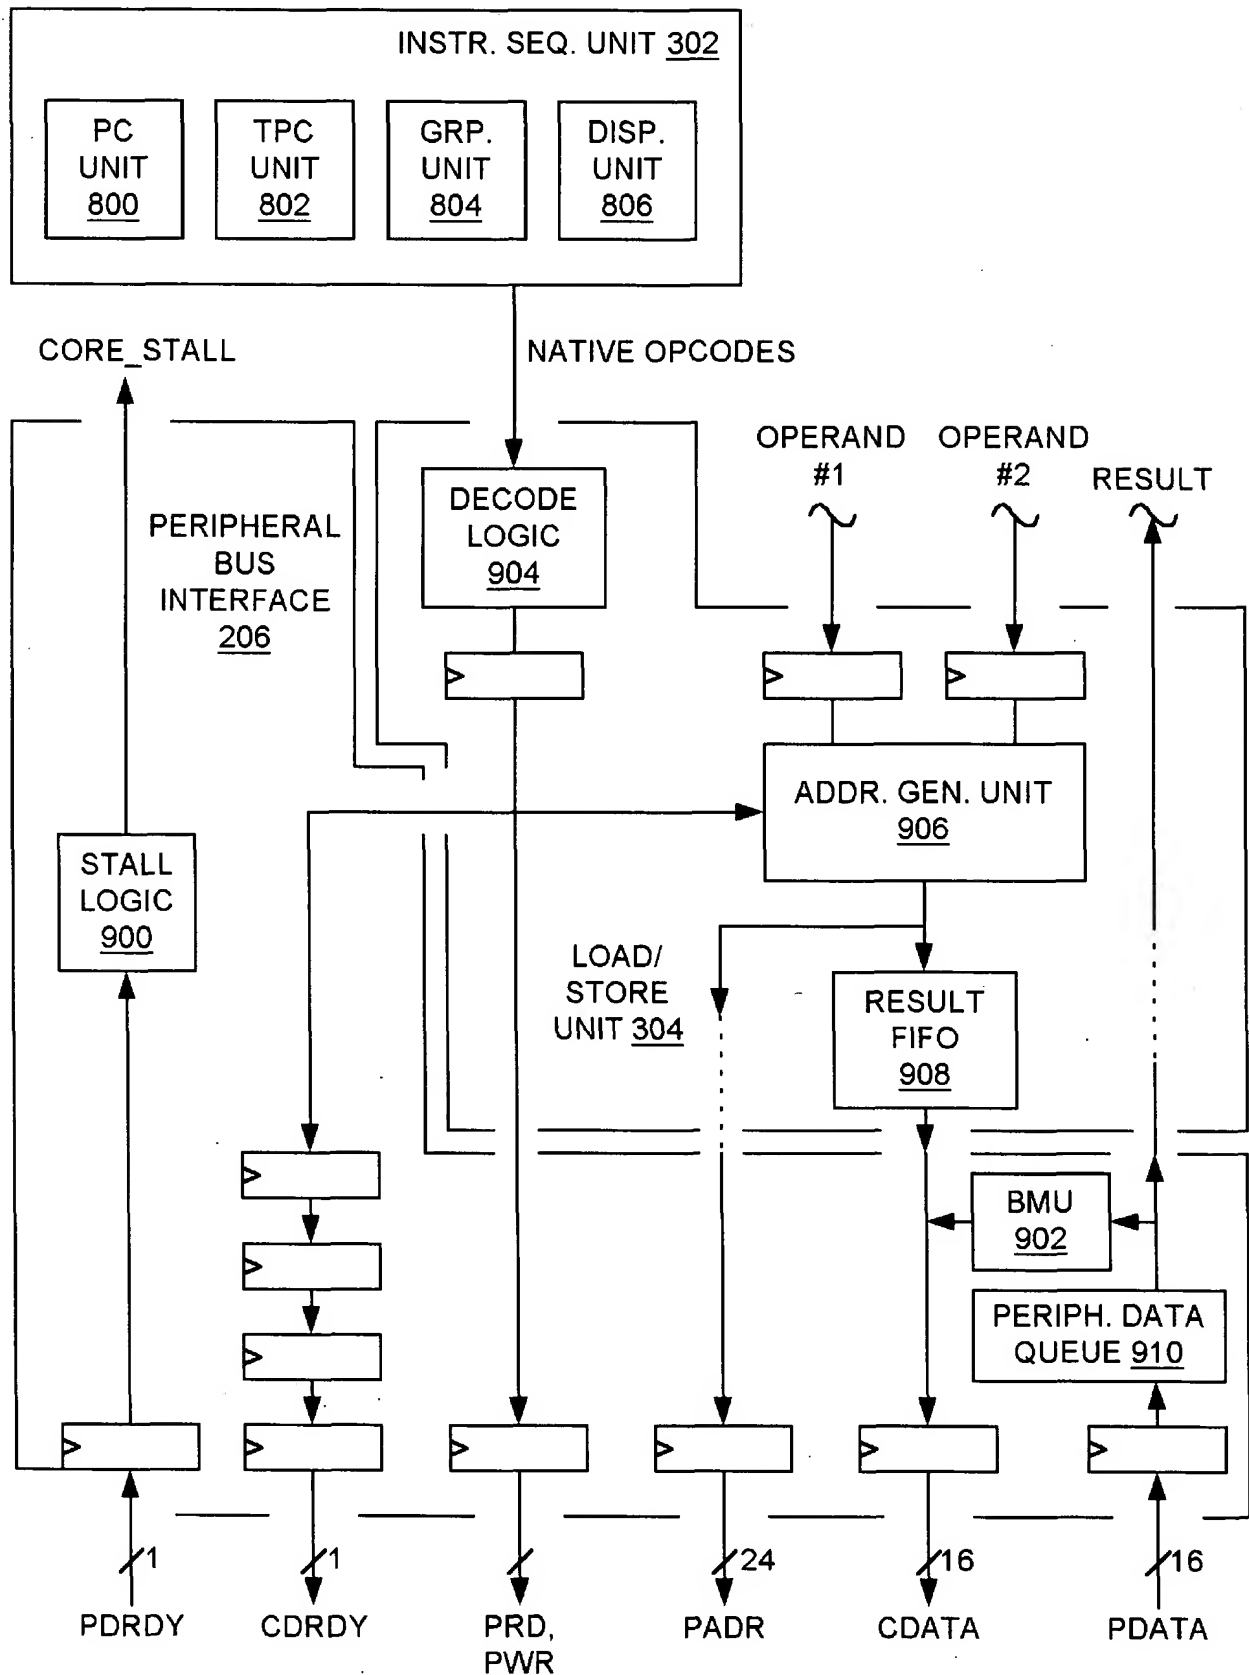 INSTR. SEQ. UNIT 302
PC
UNIT
800
TPC
UNIT
802
GRP.
UNIT
804
DISP.
UNIT
806
CORE_STALL
NATIVE OPCODES
OPERAND
#1
OPERAND
#2
RESULT
PERIPHERAL
BUS
INTERFACE
206
DECODE
LOGIC
904
ADDR. GEN. UNIT
906
STALL
LOGIC
900
LOAD/
STORE
UNIT 304
RESULT
FIFO
908
BMU
902
PERIPH. DATA
QUEUE 910
1
1
24
16
16
PDRDY
CDRDY
PRD,
PWR
PADR
CDATA
PDATA